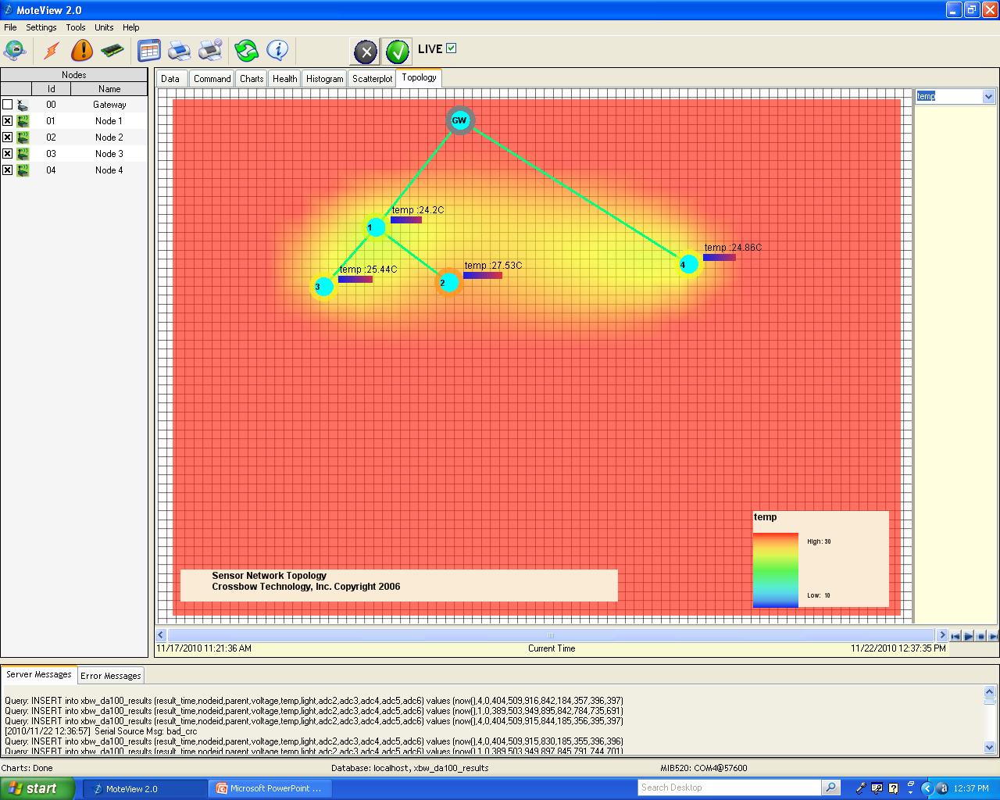 MoteView 2.0
File Settings Tools Units Help
LIVE
Nodes
Id Name
00 Gateway
01 Node 1
02 Node 2
03 Node 3
04 Node 4
Data Command Charts Health Histogram Scatterplot Topology
temp
GW
temp :24.2C
1
temp :24.86C
4
temp :27.53C
2
temp :25.44C
3
temp
High: 30
Low: 10
Sensor Network Topology
Crossbow Technology, Inc. Copyright 2006
11/17/2010 11:21:36 AM Current Time 11/22/2010 12:37:35 PM
Server Messages Error Messages
Query: INSERT into xbw_da100_results (result_time,nodeid,parent,voltage,temp,light,adc2,adc3,adc4,adc5,adc6) values (now(),4,0,404,509,916,842,184,357,396,397)
Query: INSERT into xbw_da100_results (result_time,nodeid,parent,voltage,temp,light,adc2,adc3,adc4,adc5,adc6) values (now(),1,0,389,503,949,895,842,784,735,691)
Query: INSERT into xbw_da100_results (result_time,nodeid,parent,voltage,temp,light,adc2,adc3,adc4,adc5,adc6) values (now(),4,0,404,509,915,844,185,356,395,397)
[2010/11/22 12:36:57] Serial Source Msg: bad_crc
Query: INSERT into xbw_da100_results (result_time,nodeid,parent,voltage,temp,light,adc2,adc3,adc4,adc5,adc6) values (now(),4,0,404,509,915,830,185,355,396,396)
Query: INSERT into xbw_da100_results (result_time,nodeid,parent,voltage,temp,light,adc2,adc3,adc4,adc5,adc6) values (now(),1,0,389,503,949,897,845,791,744,701)
Charts: Done Database: localhost, xbw_da100_results MIB520: COM4@57600
start MoteView 2.0 Microsoft PowerPoint ... Search Desktop 12:37 PM